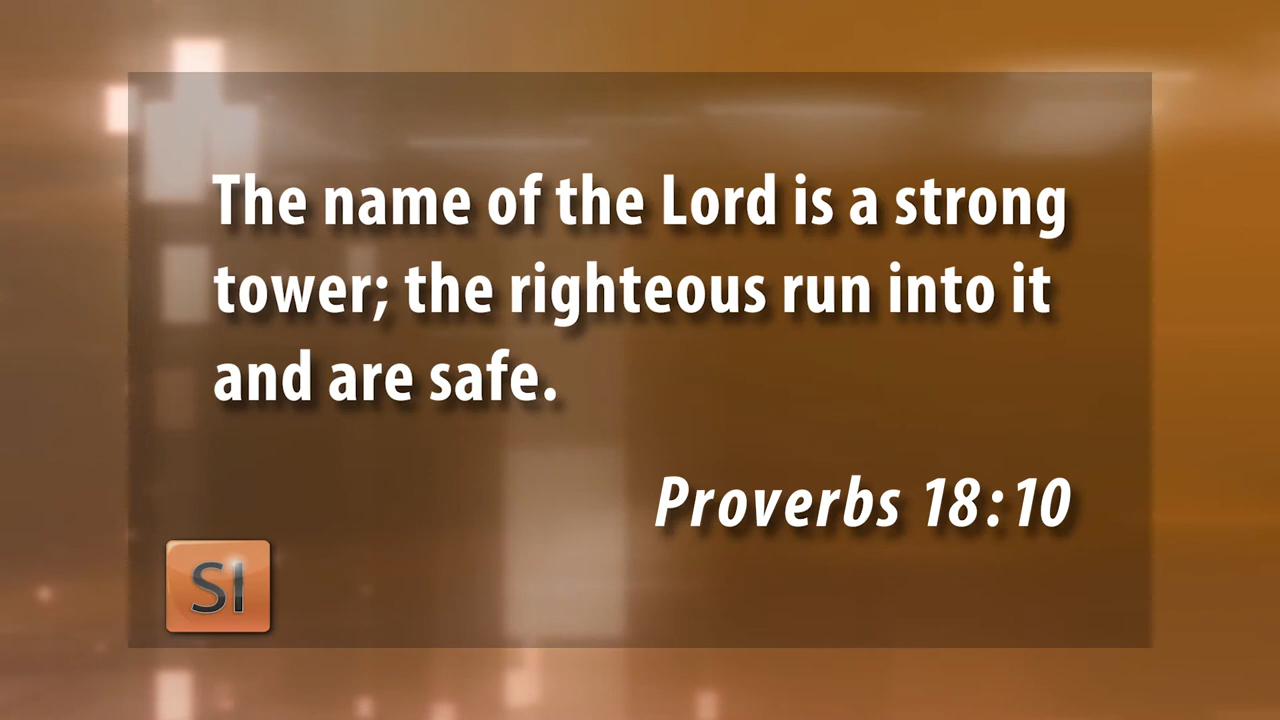 The name of the Lord is a strong
tower; the righteous run into it
and are safe.
Proverbs 18:10
SI